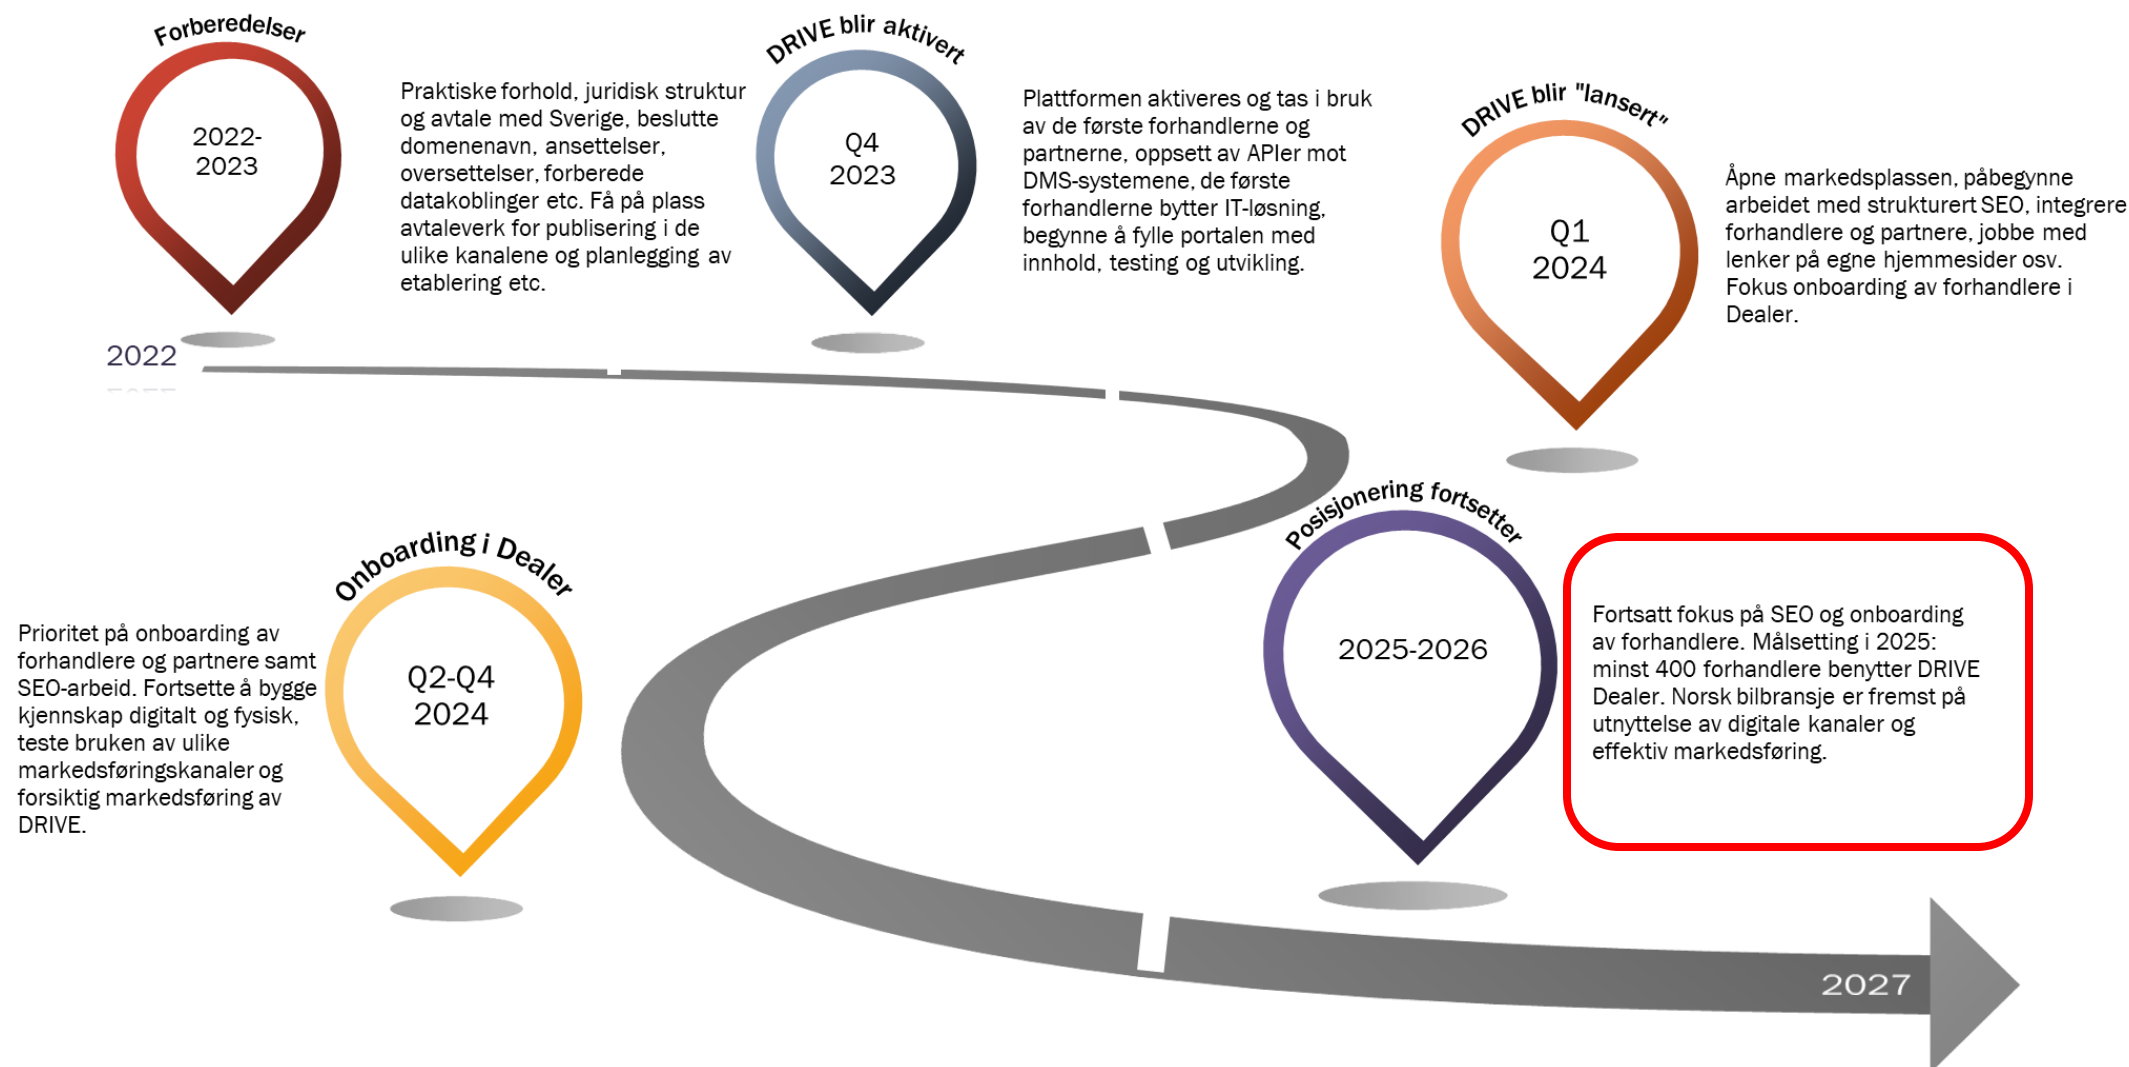 Forberedelser
2022-
2023
Praktiske forhold, juridisk struktur
og avtale med Sverige, beslutte
domenenavn, ansettelser,
oversettelser, forberede
datakoblinger etc. Få på plass
avtaleverk for publisering i de
ulike kanalene og planlegging av
etablering etc.
DRIVE blir aktivert
Q4
2023
Plattformen aktiveres og tas i bruk
av de første forhandlerne og
partnerne, oppsett av APIer mot
DMS-systemene, de første
forhandlerne bytter IT-løsning,
begynne å fylle portalen med
innhold, testing og utvikling.
DRIVE blir "lansert"
Q1
2024
Åpne markedsplassen, påbegynne
arbeidet med strukturert SEO, integrere
forhandlere og partnere, jobbe med
lenker på egne hjemmesider osv.
Fokus onboarding av forhandlere i
Dealer.
2022
Onboarding i Dealer
Q2-Q4
2024
Prioritet på onboarding av
forhandlere og partnere samt
SEO-arbeid. Fortsette å bygge
kjennskap digitalt og fysisk,
teste bruken av ulike
markedsføringskanaler og
forsiktig markedsføring av
DRIVE.
Posisjonering fortsetter
2025-2026
Fortsatt fokus på SEO og onboarding
av forhandlere. Målsetting i 2025:
minst 400 forhandlere benytter DRIVE
Dealer. Norsk bilbransje er fremst på
utnyttelse av digitale kanaler og
effektiv markedsføring.
2027